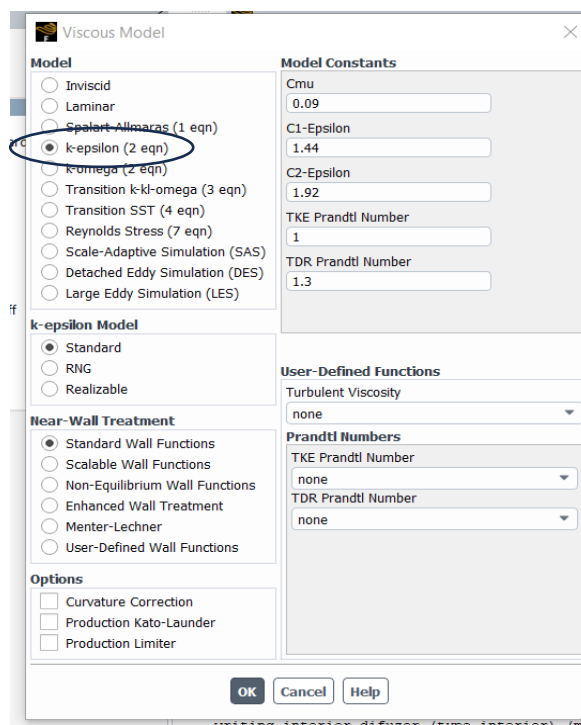 Viscous Model
Model
Inviscid
Laminar
Spalart-Allmaras (1 eqn)
k-epsilon (2 eqn)
k-omega (2 eqn)
Transition k-kl-omega (3 eqn)
Transition SST (4 eqn)
Reynolds Stress (7 eqn)
Scale-Adaptive Simulation (SAS)
Detached Eddy Simulation (DES)
Large Eddy Simulation (LES)
k-epsilon Model
Standard
RNG
Realizable
Near-Wall Treatment
Standard Wall Functions
Scalable Wall Functions
Non-Equilibrium Wall Functions
Enhanced Wall Treatment
Menter-Lechner
User-Defined Wall Functions
Options
Curvature Correction
Production Kato-Launder
Production Limiter
Model Constants
Cmu
0.09
C1-Epsilon
1.44
C2-Epsilon
1.92
TKE Prandtl Number
1
TDR Prandtl Number
1.3
User-Defined Functions
Turbulent Viscosity
none
Prandtl Numbers
TKE Prandtl Number
none
TDR Prandtl Number
none
OK
Cancel
Help